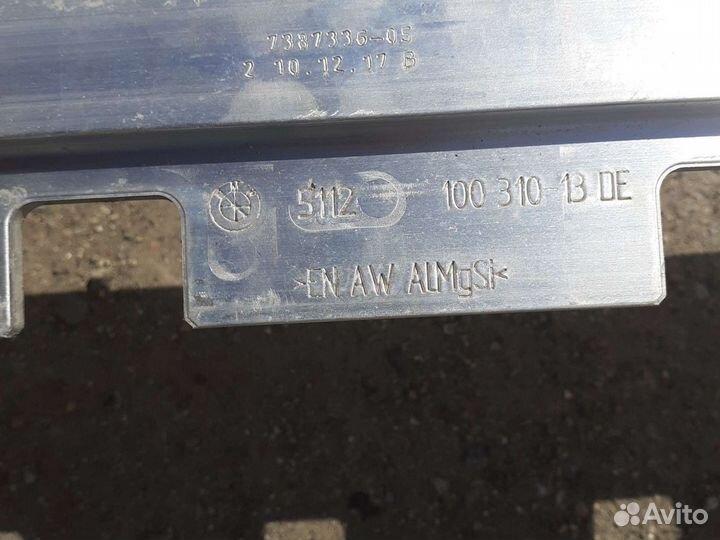 7387336-05
2 10.12.17 B
5112 100 310-13 DE
>EN AW ALMgSi<
Avito